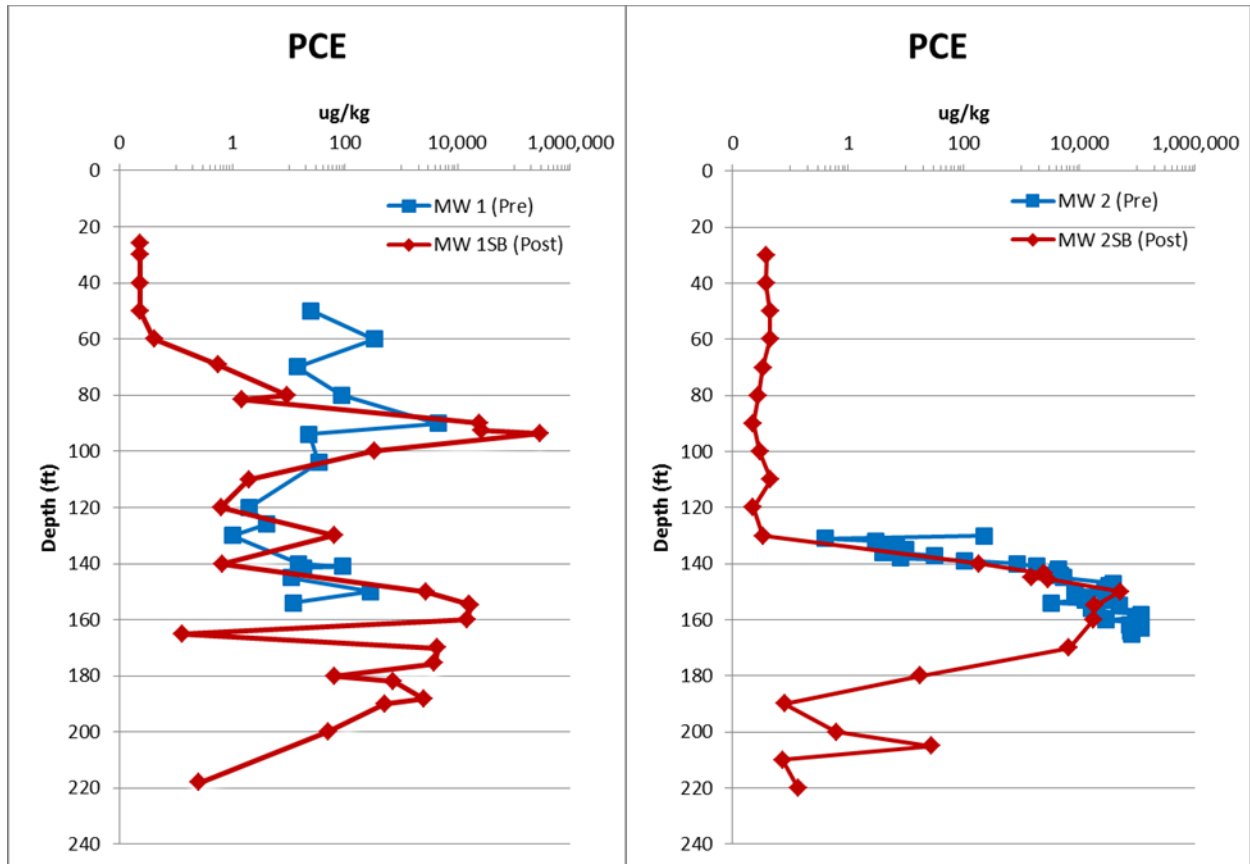 PCE
ug/kg
0 1 100 10,000 1,000,000
0
20
40
60
80
100
120
140
160
180
200
220
240
Depth (ft)
MW 1 (Pre)
MW 1SB (Post)
PCE
ug/kg
0 1 100 10,000 1,000,000
0
20
40
60
80
100
120
140
160
180
200
220
240
Depth (ft)
MW 2 (Pre)
MW 2SB (Post)